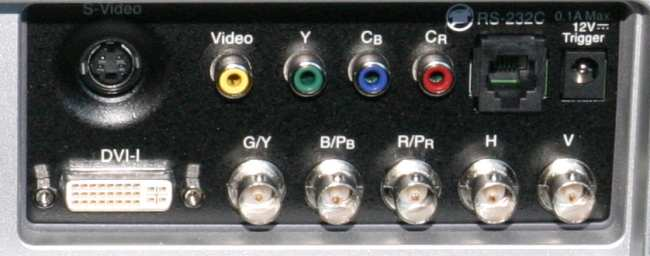 S-Video
Video Y CB CR RS-232C 0.1A Max.
12V
Trigger
DVI-I G/Y B/PB R/PR H V